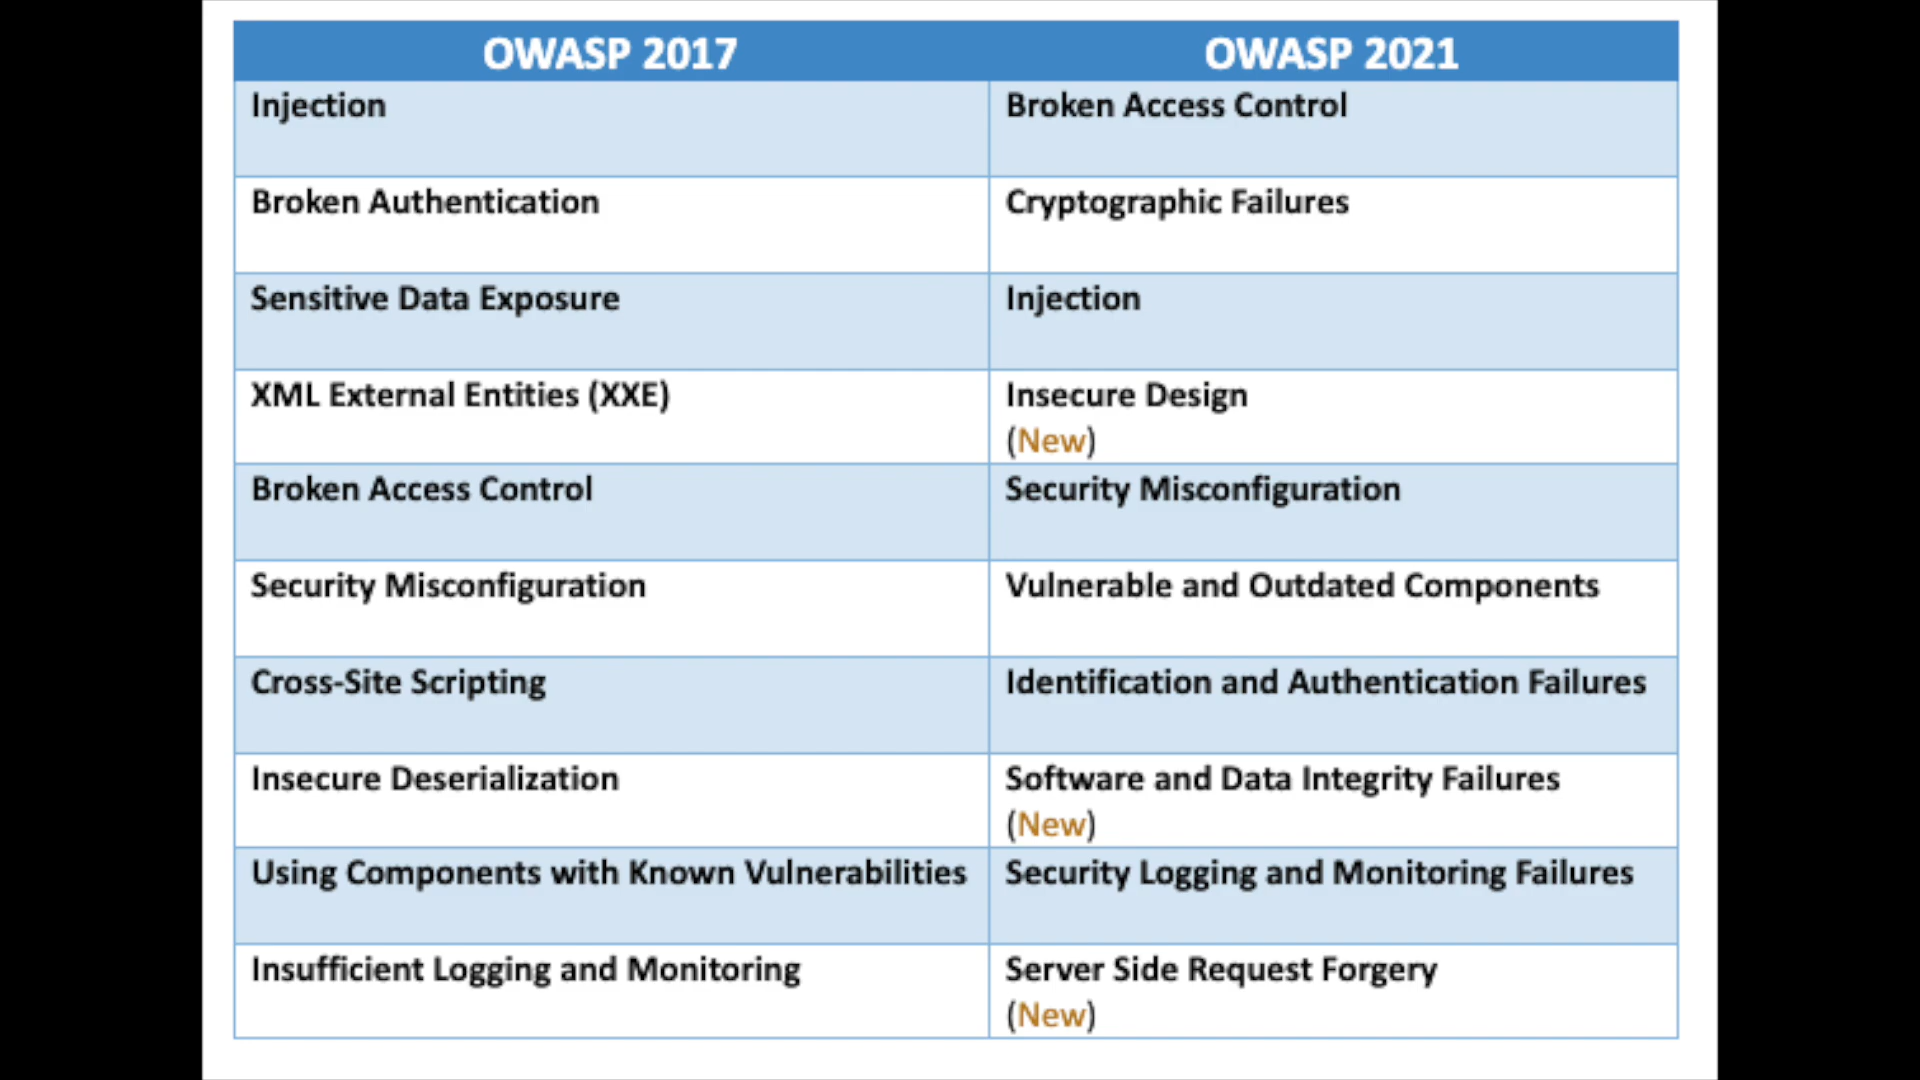 OWASP 2017 OWASP 2021
Injection Broken Access Control
Broken Authentication Cryptographic Failures
Sensitive Data Exposure Injection
XML External Entities (XXE) Insecure Design
(New)
Broken Access Control Security Misconfiguration
Security Misconfiguration Vulnerable and Outdated Components
Cross-Site Scripting Identification and Authentication Failures
Insecure Deserialization Software and Data Integrity Failures
(New)
Using Components with Known Vulnerabilities Security Logging and Monitoring Failures
Insufficient Logging and Monitoring Server Side Request Forgery
(New)